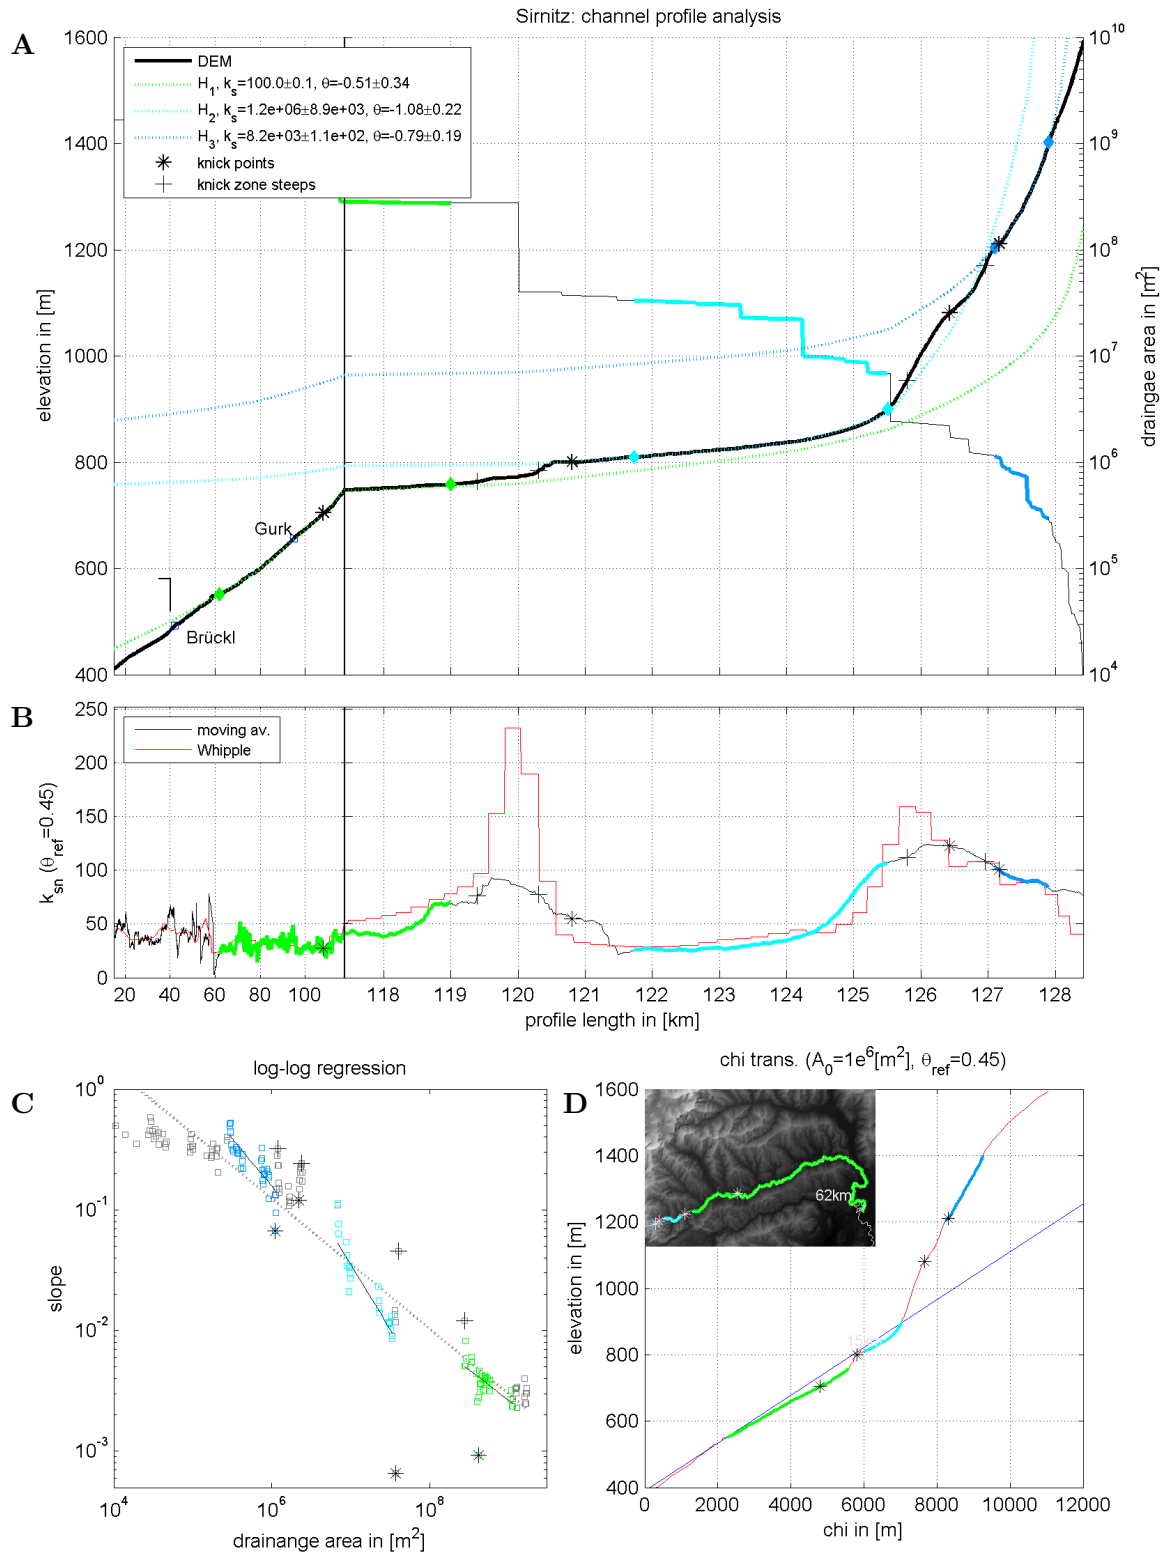 Sirnitz: channel profile analysis
A
1600
1400
1200
1000
800
600
400
elevation in [m]
DEM
H1, ks=100.0±0.1, θ=-0.51±0.34
H2, ks=1.2e+06±8.9e+03, θ=-1.08±0.22
H3, ks=8.2e+03±1.1e+02, θ=-0.79±0.19
knick points
knick zone steeps
Gurk
Brückl
10^10
10^9
10^8
10^7
10^6
10^5
10^4
draingae area in [m2]
B
250
200
150
100
50
0
ksn (θref=0.45)
moving av.
Whipple
20 40 60 80 100 118 119 120 121 122 123 124 125 126 127 128
profile length in [km]
C
log-log regression
10^0
10^-1
10^-2
10^-3
slope
10^4 10^6 10^8
drainange area in [m2]
D
chi trans. (A0=1e6[m2], θref=0.45)
1600
1400
1200
1000
800
600
400
elevation in [m]
62km
0 2000 4000 6000 8000 10000 12000
chi in [m]